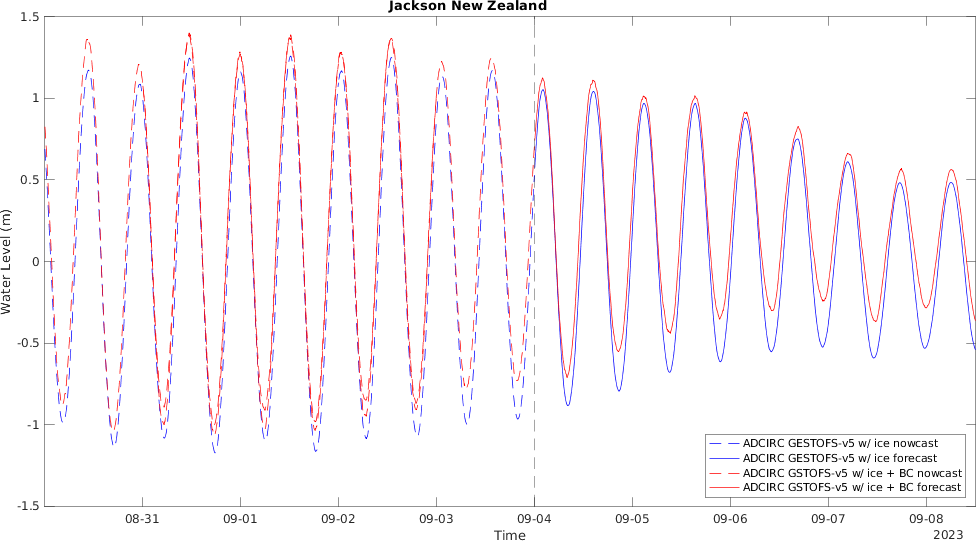 Jackson New Zealand
1.5
1
0.5
0
-0.5
-1
-1.5
Water Level (m)
08-31
09-01
09-02
09-03
09-04
09-05
09-06
09-07
09-08
Time
2023
ADCIRC GESTOFS-v5 w/ ice nowcast
ADCIRC GESTOFS-v5 w/ ice forecast
ADCIRC GSTOFS-v5 w/ ice + BC nowcast
ADCIRC GSTOFS-v5 w/ ice + BC forecast